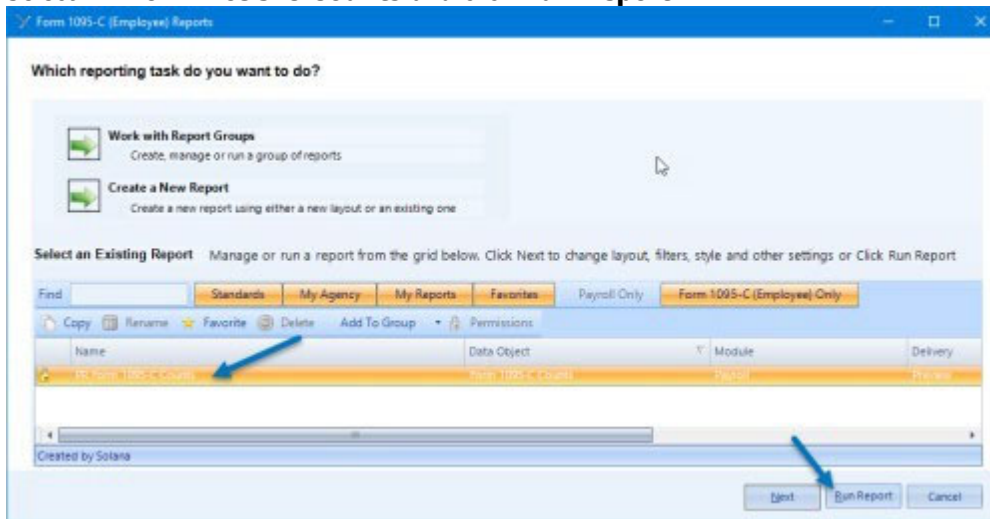 Form 1095-C (Employee) Reports
Which reporting task do you want to do?
Work with Report Groups
Create, manage or run a group of reports
Create a New Report
Create a new report using either a new layout or an existing one
Select an Existing Report Manage or run a report from the grid below. Click Next to change layout, filters, style and other settings or Click Run Report
Find Standards My Agency My Reports Favorites Payroll Only Form 1095-C (Employee) Only
Copy Rename Favorite Delete Add To Group Permissions
Name Data Object Module Delivery
PR Form 1095-C Counts Form 1095-C Counts Payroll Preview
Created by Solana
Next Run Report Cancel